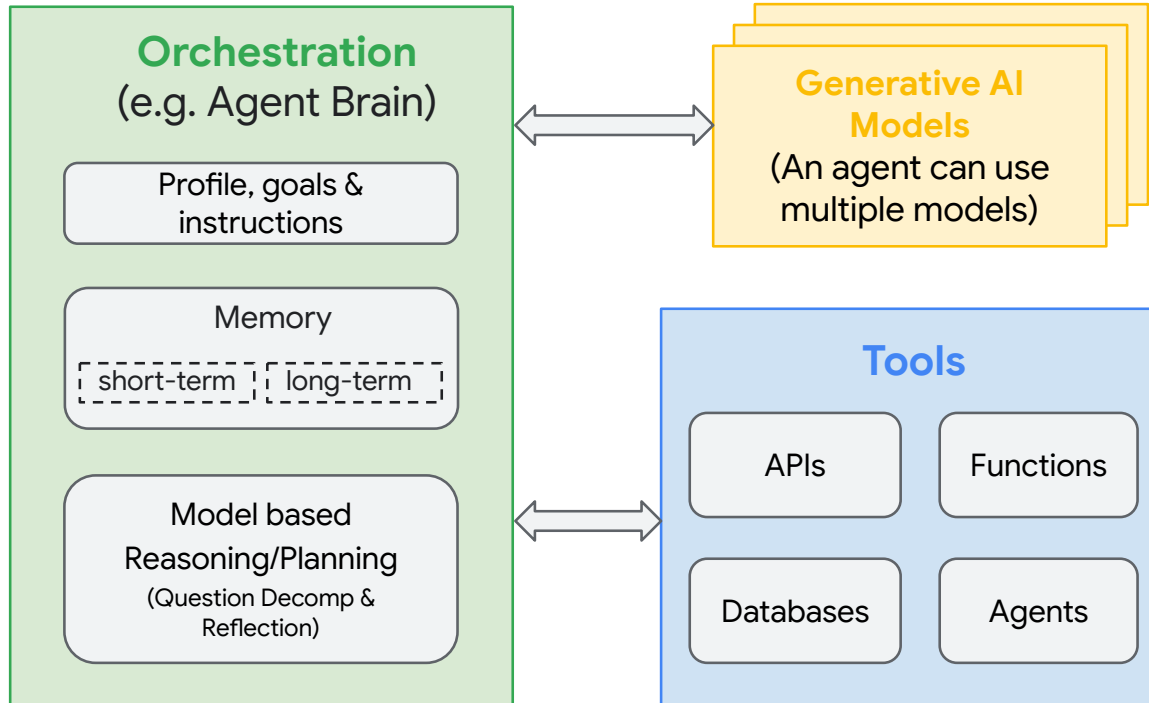 Orchestration
(e.g. Agent Brain)
Profile, goals &
instructions
Memory
short-term
long-term
Model based
Reasoning/Planning
(Question Decomp &
Reflection)
Generative AI
Models
(An agent can use
multiple models)
Tools
APIs
Functions
Databases
Agents